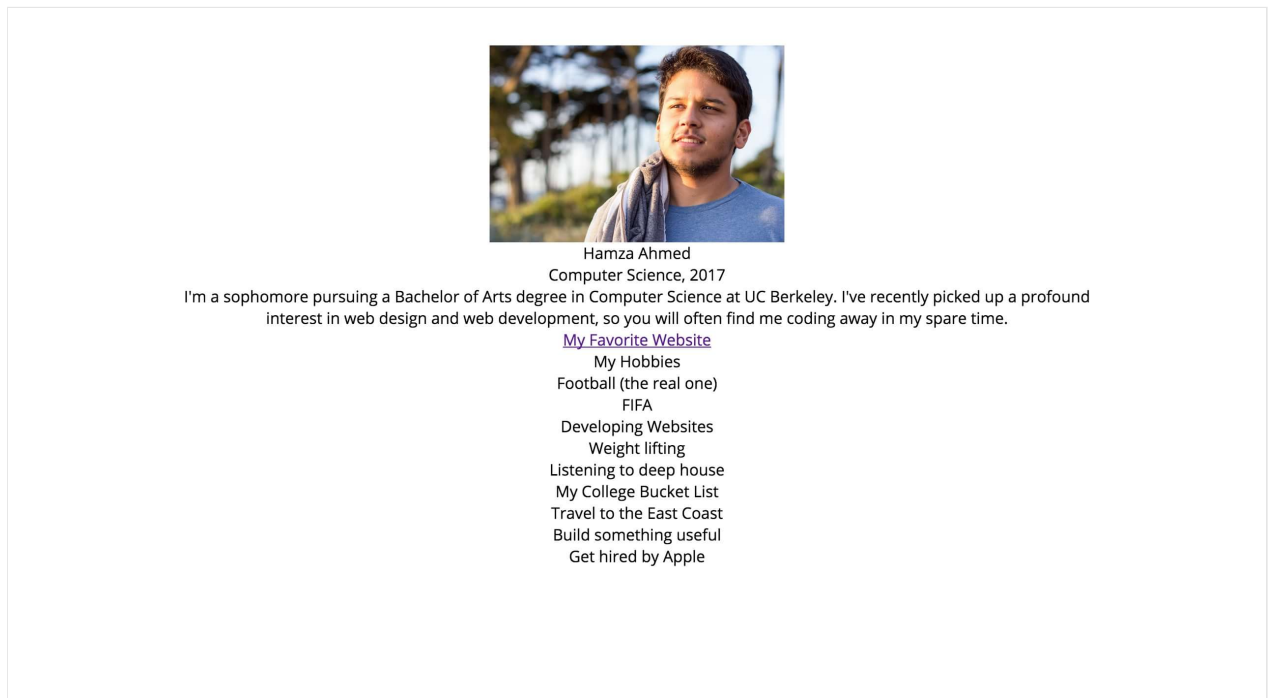 Hamza Ahmed
Computer Science, 2017
I'm a sophomore pursuing a Bachelor of Arts degree in Computer Science at UC Berkeley. I've recently picked up a profound
interest in web design and web development, so you will often find me coding away in my spare time.
My Favorite Website
My Hobbies
Football (the real one)
FIFA
Developing Websites
Weight lifting
Listening to deep house
My College Bucket List
Travel to the East Coast
Build something useful
Get hired by Apple